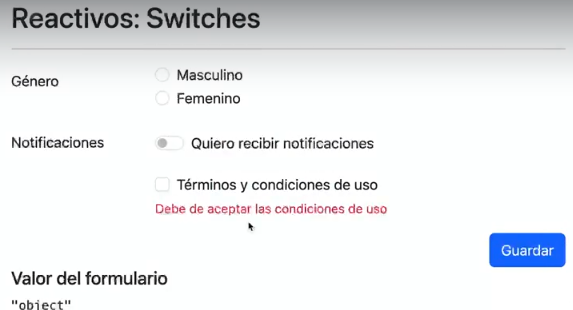 Reactivos: Switches
Género
Masculino
Femenino
Notificaciones
Quiero recibir notificaciones
Términos y condiciones de uso
Debe de aceptar las condiciones de uso
Guardar
Valor del formulario
"object"